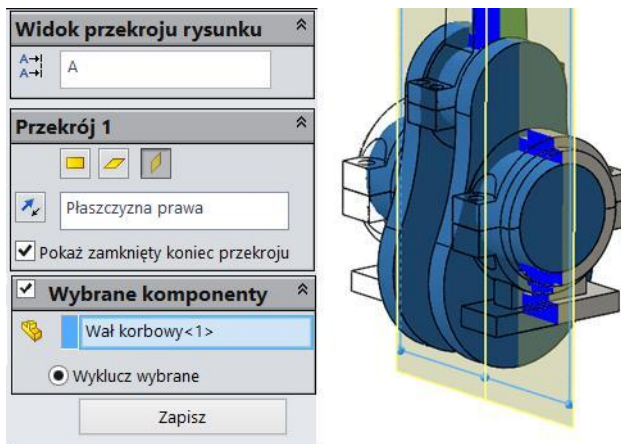 Widok przekroju rysunku
A
A
A
Przekrój 1
Płaszczyzna prawa
Pokaż zamknięty koniec przekroju
Wybrane komponenty
Wał korbowy<1>
Wyklucz wybrane
Zapisz